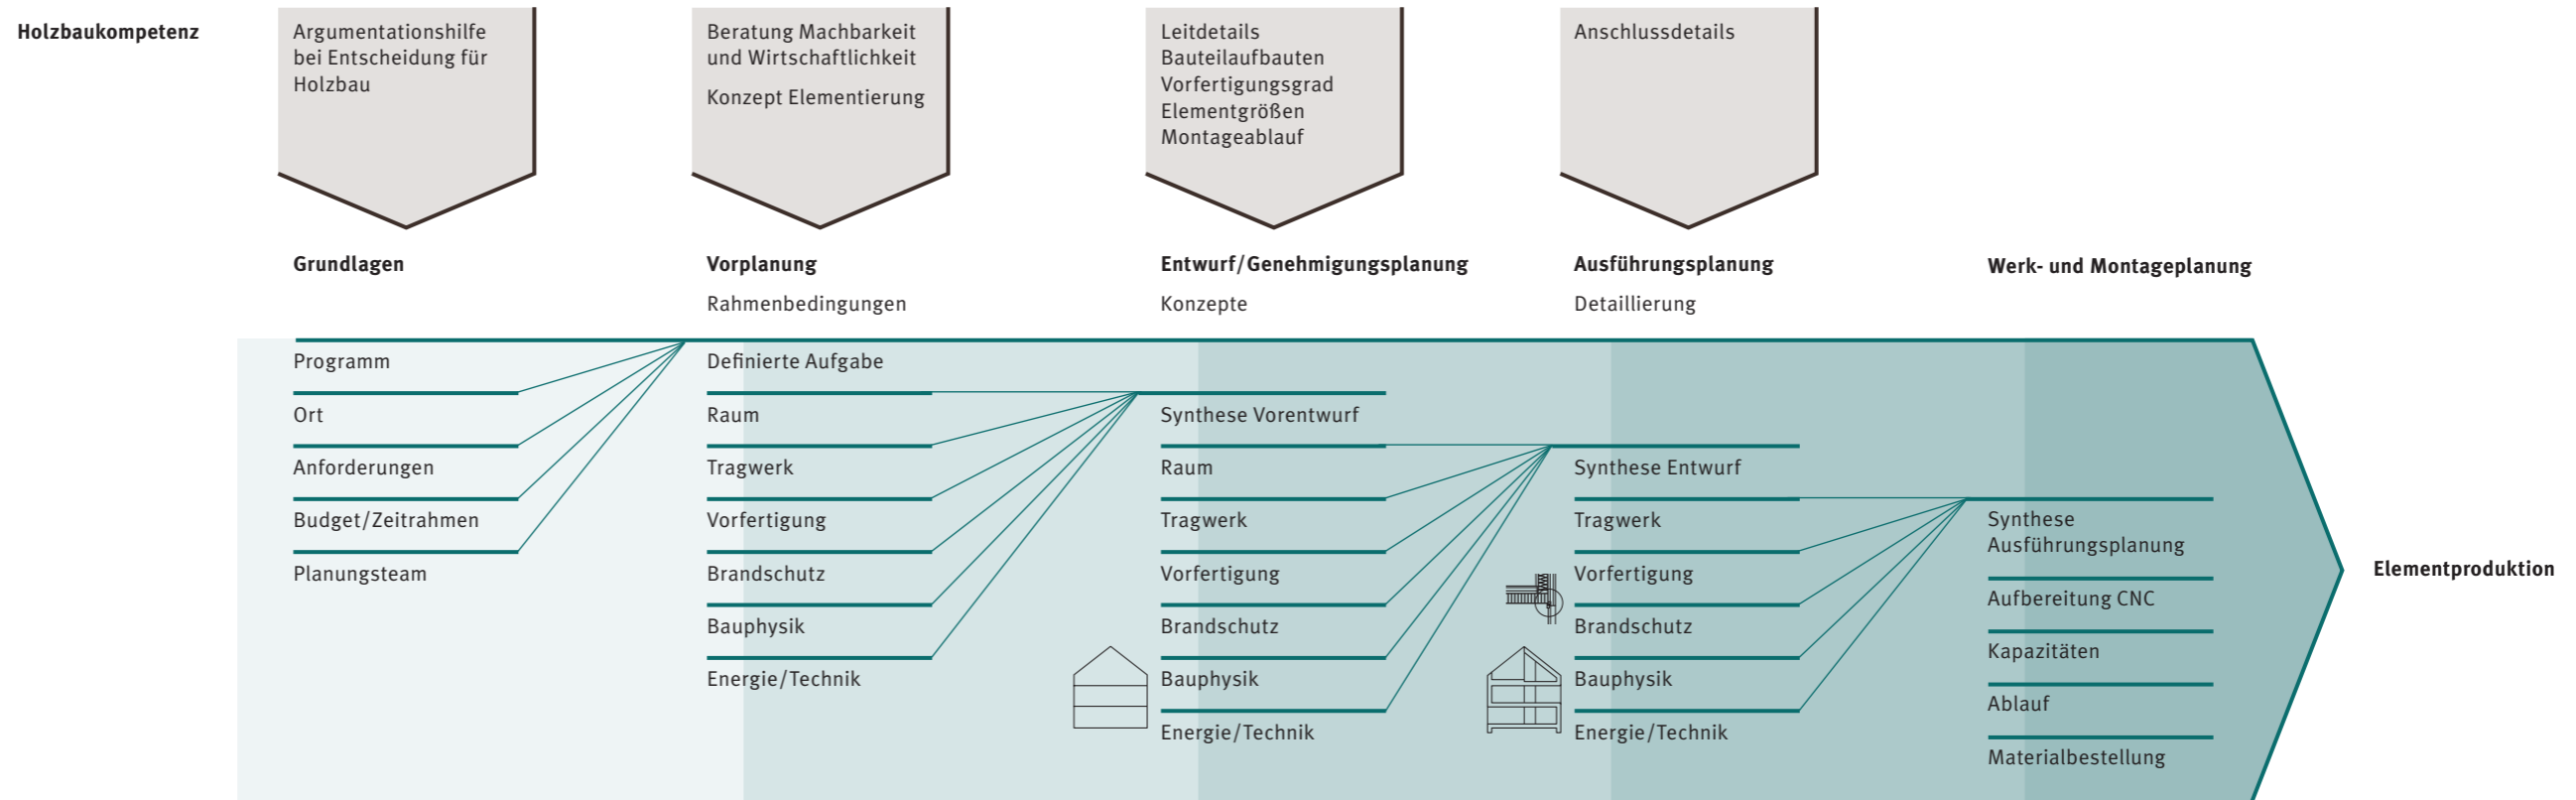 Holzbaukompetenz
Argumentationshilfe
bei Entscheidung für
Holzbau
Beratung Machbarkeit
und Wirtschaftlichkeit
Konzept Elementierung
Leitdetails
Bauteilaufbauten
Vorfertigungsgrad
Elementgrößen
Montageablauf
Anschlussdetails
Grundlagen
Vorplanung
Rahmenbedingungen
Entwurf/Genehmigungsplanung
Konzepte
Ausführungsplanung
Detaillierung
Werk- und Montageplanung
Programm
Ort
Anforderungen
Budget/Zeitrahmen
Planungsteam
Definierte Aufgabe
Raum
Tragwerk
Vorfertigung
Brandschutz
Bauphysik
Energie/Technik
Synthese Vorentwurf
Raum
Tragwerk
Vorfertigung
Brandschutz
Bauphysik
Energie/Technik
Synthese Entwurf
Tragwerk
Vorfertigung
Brandschutz
Bauphysik
Energie/Technik
Synthese
Ausführungsplanung
Aufbereitung CNC
Kapazitäten
Ablauf
Materialbestellung
Elementproduktion